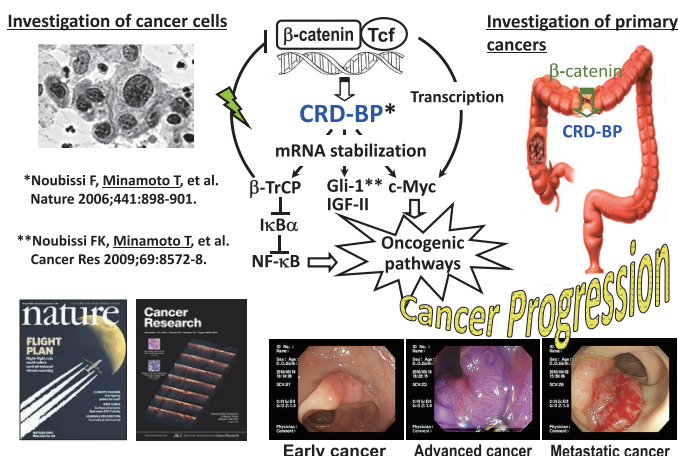 Investigation of cancer cells
β-catenin Tcf
Investigation of primary
cancers
β-catenin
CRD-BP
Transcription
CRD-BP*
mRNA stabilization
β-TrCP
Gli-1** c-Myc
IGF-II
IκBα
NF-κB
Oncogenic
pathways
*Noubissi F, Minamoto T, et al.
Nature 2006;441:898-901.
**Noubissi FK, Minamoto T, et al.
Cancer Res 2009;69:8572-8.
Cancer Progression
nature
FLIGHT
PLAN
Cancer
Research
Early cancer
Advanced cancer
Metastatic cancer